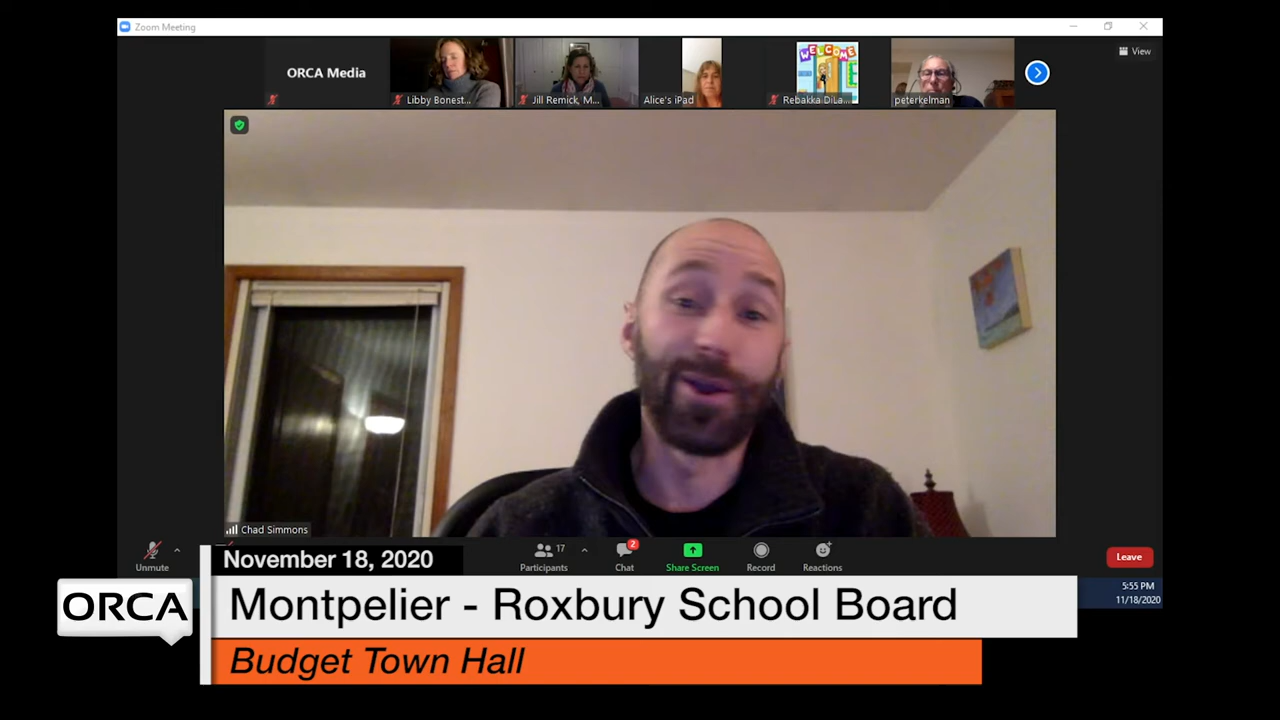 Zoom Meeting
View
ORCA Media
WELCOME
Libby Bonest...
Jill Remick, M...
Alice's iPad
Rebakka DiLa...
peterkelman
Chad Simmons
Unmute
17
Participants
2
Chat
Share Screen
Record
Reactions
Leave
5:55 PM
11/18/2020
November 18, 2020
ORCA
Montpelier - Roxbury School Board
Budget Town Hall